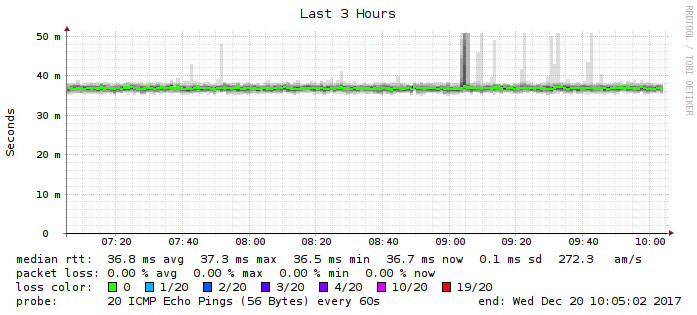 Last 3 Hours
RRDTOOL / TOBI OETIKER
Seconds
50 m
40 m
30 m
20 m
10 m
0
07:20 07:40 08:00 08:20 08:40 09:00 09:20 09:40 10:00
median rtt: 36.8 ms avg 37.3 ms max 36.5 ms min 36.7 ms now 0.1 ms sd 272.3 am/s
packet loss: 0.00 % avg 0.00 % max 0.00 % min 0.00 % now
loss color: 0 1/20 2/20 3/20 4/20 10/20 19/20
probe: 20 ICMP Echo Pings (56 Bytes) every 60s end: Wed Dec 20 10:05:02 2017